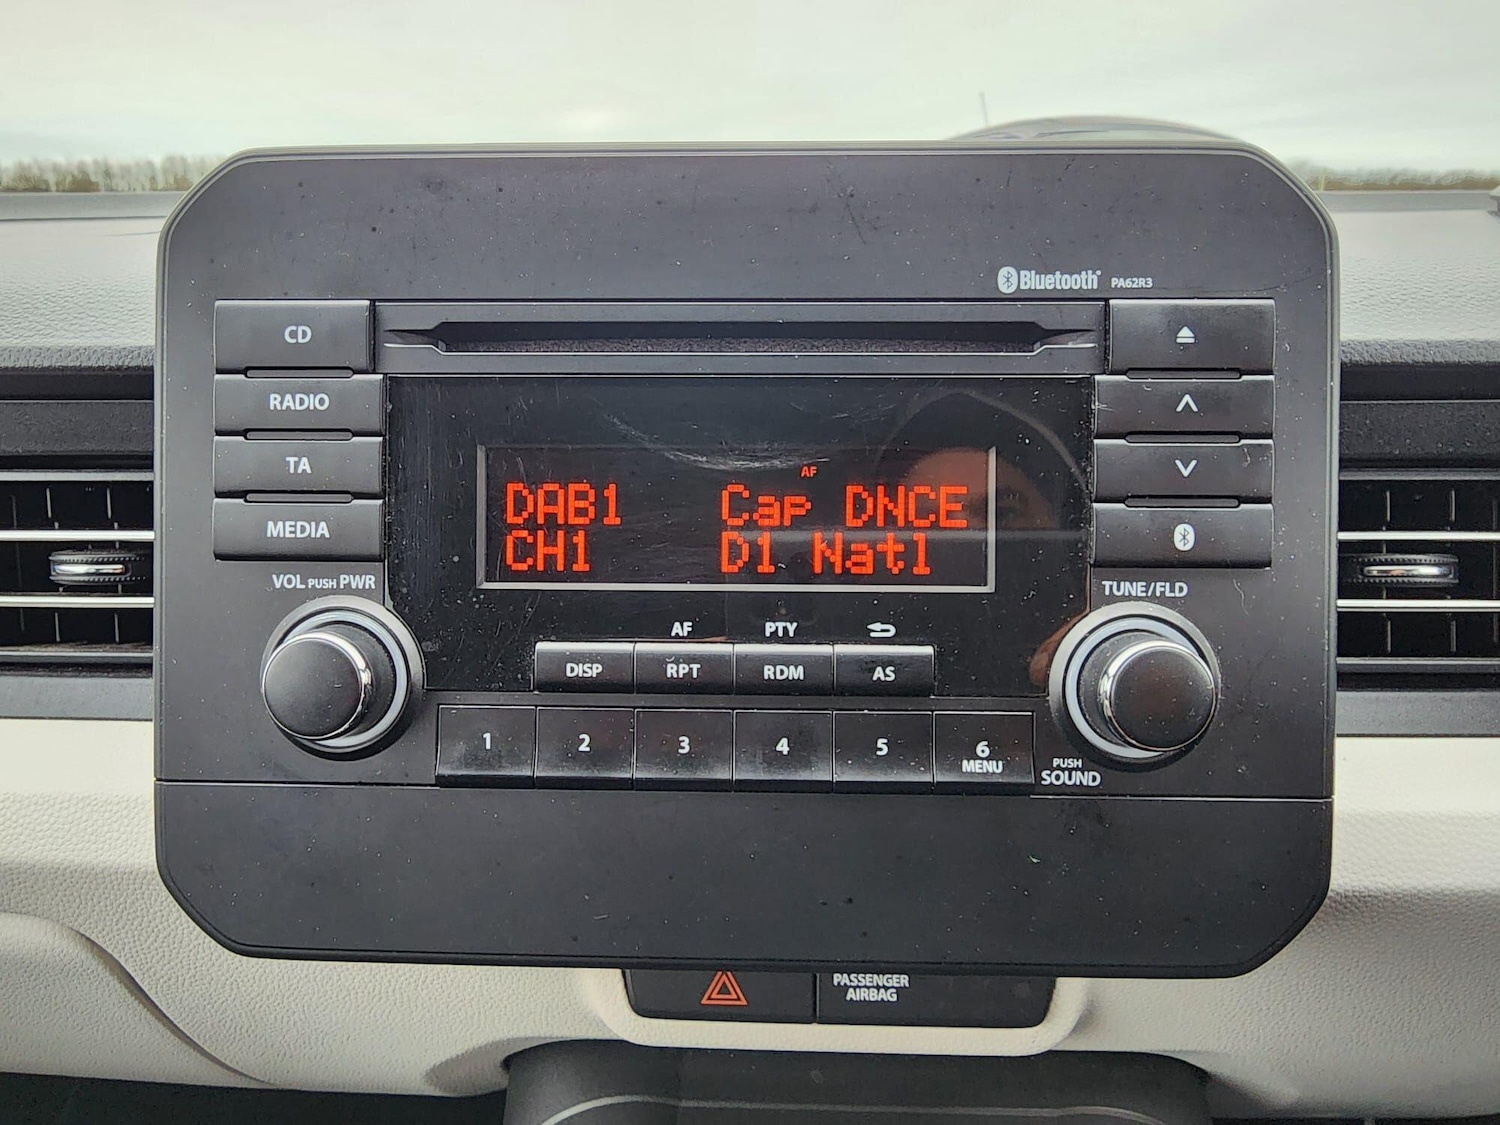 Bluetooth® PA62R3
CD
RADIO
TA
MEDIA
AF
DAB1 Cap DNCE
CH1 D1 Natl
VOL PUSH PWR
TUNE/FLD
AF PTY
DISP RPT RDM AS
1 2 3 4 5 6
MENU
PUSH
SOUND
PASSENGER
AIRBAG